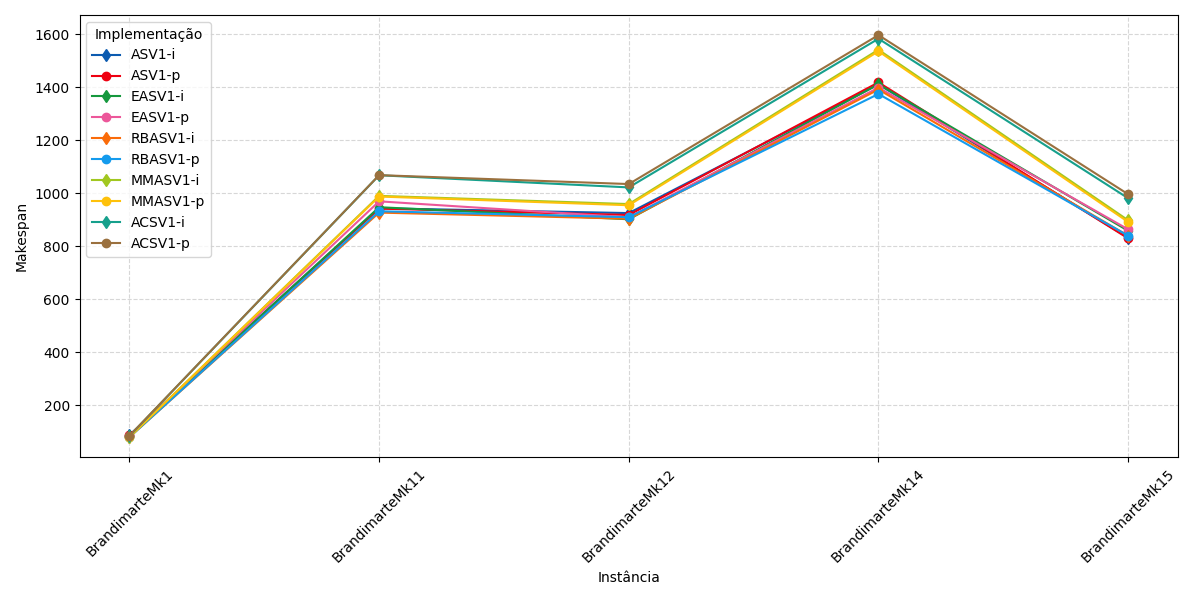 Implementação
ASV1-i
ASV1-p
EASV1-i
EASV1-p
RBASV1-i
RBASV1-p
MMASV1-i
MMASV1-p
ACSV1-i
ACSV1-p
Makespan
1600
1400
1200
1000
800
600
400
200
BrandimarteMk1
BrandimarteMk11
BrandimarteMk12
BrandimarteMk14
BrandimarteMk15
Instância